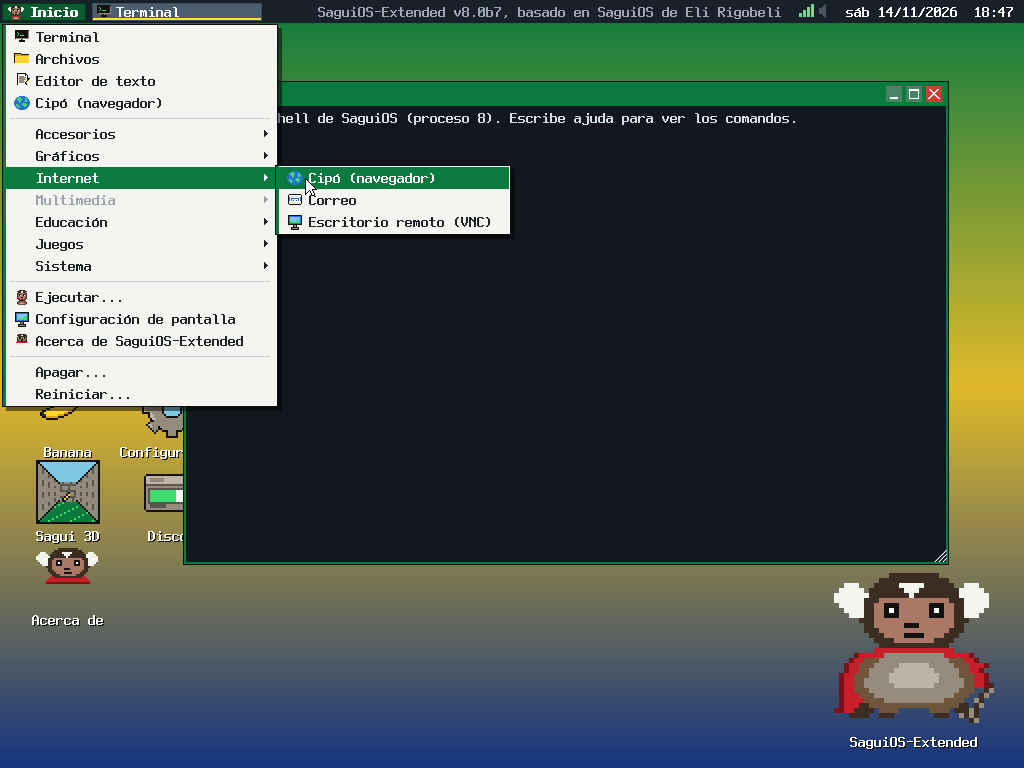 Inicio
Terminal
SaguiOS-Extended v8.0b7, basado en SaguiOS de Eli Rigobeli
sáb 14/11/2026 18:47
Terminal
Archivos
Editor de texto
Cipó (navegador)
Accesorios
Gráficos
Internet
Multimedia
Educación
Juegos
Sistema
Ejecutar...
Configuración de pantalla
Acerca de SaguiOS-Extended
Apagar...
Reiniciar...
Cipó (navegador)
Correo
Escritorio remoto (VNC)
hell de SaguiOS (proceso 8). Escribe ajuda para ver los comandos.
Banana
Configur
Sagui 3D
Disco
Acerca de
SaguiOS-Extended